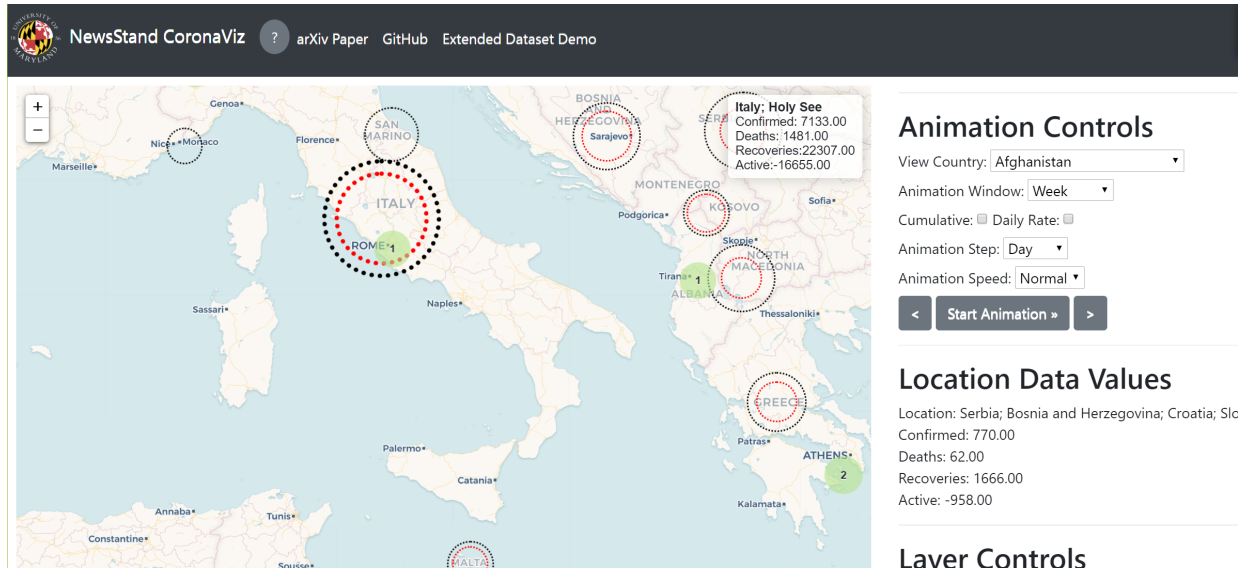 UNIVERSITY OF
MARYLAND
NewsStand CoronaViz
?
arXiv Paper
GitHub
Extended Dataset Demo
+
−
Genoa
Nice
Monaco
Marseille
Florence
SAN
MARINO
ITALY
ROME
1
Naples
Sassari
Palermo
Catania
Annaba
Constantine
Tunis
Sousse
MALTA
BOSNIA
AND
HERZEGOVINA
Sarajevo
MONTENEGRO
Podgorica
KOSOVO
Sofia
Skopje
NORTH
MACEDONIA
Tirana
1
ALBANIA
Thessaloniki
GREECE
Patras
ATHENS
2
Kalamata
Italy; Holy See
Confirmed: 7133.00
Deaths: 1481.00
Recoveries:22307.00
Active:-16655.00
Animation Controls
View Country: Afghanistan
Animation Window: Week
Cumulative: Daily Rate:
Animation Step: Day
Animation Speed: Normal
< Start Animation » >
Location Data Values
Location: Serbia; Bosnia and Herzegovina; Croatia; Slo
Confirmed: 770.00
Deaths: 62.00
Recoveries: 1666.00
Active: -958.00
Layer Controls